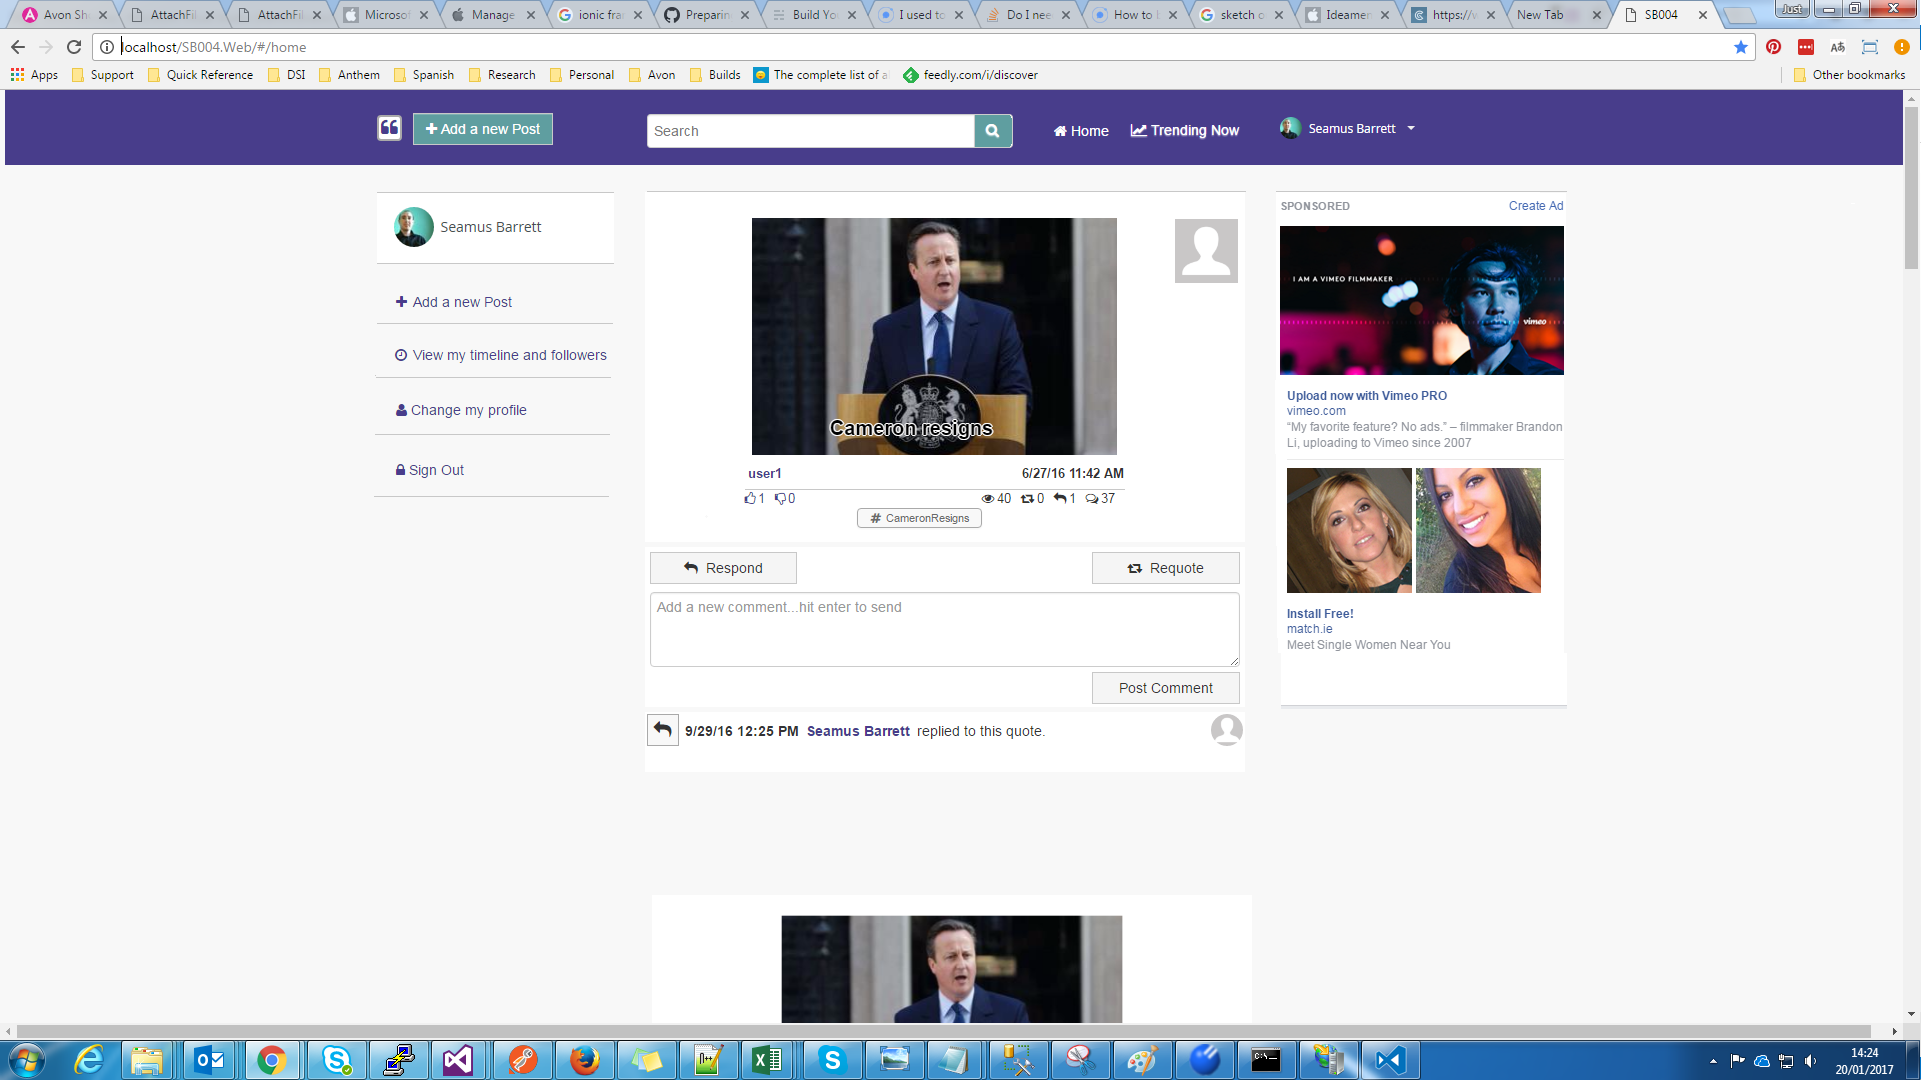 Avon Sh
AttachFil
AttachFil
Microsof
Manage
ionic fra
Preparin
Build Yo
I used to
Do I nee
How to
sketch o
Ideamen
https://w
New Tab
SB004
Just
localhost/SB004.Web/#/home
Apps
Support
Quick Reference
DSI
Anthem
Spanish
Research
Personal
Avon
Builds
The complete list of a
feedly.com/i/discover
Other bookmarks
+ Add a new Post
Search
Home
Trending Now
Seamus Barrett
Seamus Barrett
Add a new Post
View my timeline and followers
Change my profile
Sign Out
Cameron resigns
user1 6/27/16 11:42 AM
1 0 40 0 1 37
# CameronResigns
Respond
Requote
Add a new comment...hit enter to send
Post Comment
9/29/16 12:25 PM Seamus Barrett replied to this quote.
SPONSORED Create Ad
I AM A VIMEO FILMMAKER
vimeo
Upload now with Vimeo PRO
vimeo.com
“My favorite feature? No ads.” – filmmaker Brandon
Li, uploading to Vimeo since 2007
Install Free!
match.ie
Meet Single Women Near You
14:24
20/01/2017